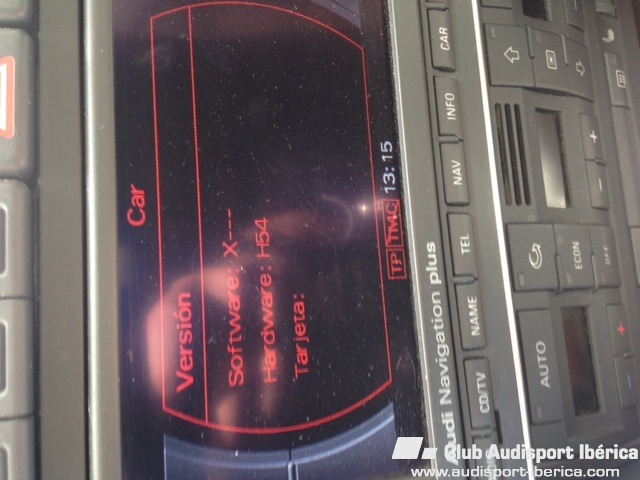 Car
Versión
Software: X---
Hardware: H54
Tarjeta:
TP TMC 13:15
Audi Navigation plus
CD/TV NAME TEL NAV INFO CAR
AUTO
ECON
OFF
Club Audisport Ibérica
www.audisport-iberica.com